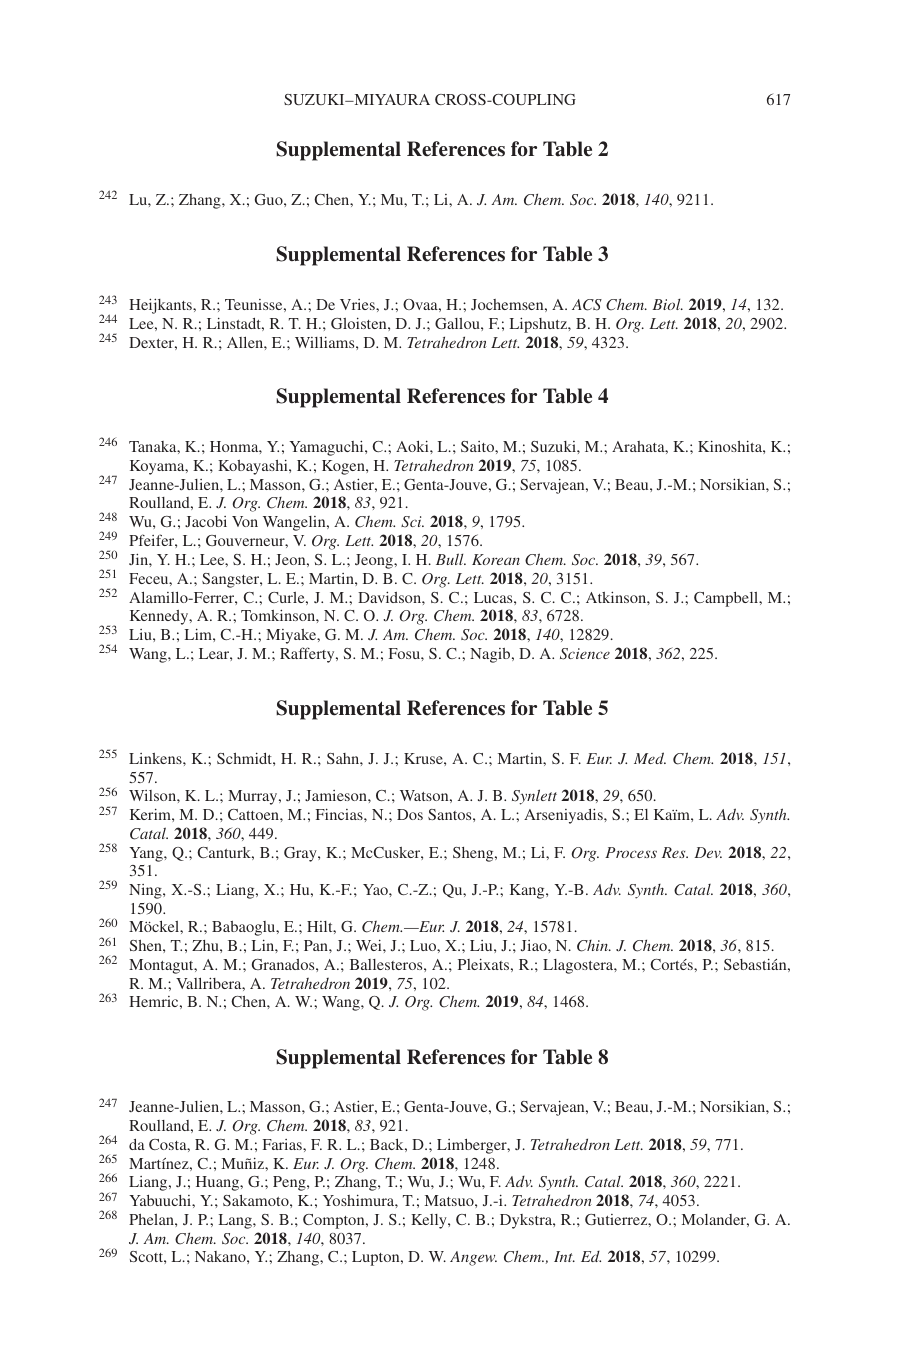 SUZUKI–MIYAURA CROSS-COUPLING 617
Supplemental References for Table 2
242 Lu, Z.; Zhang, X.; Guo, Z.; Chen, Y.; Mu, T.; Li, A. J. Am. Chem. Soc. 2018, 140, 9211.
Supplemental References for Table 3
243 Heijkants, R.; Teunisse, A.; De Vries, J.; Ovaa, H.; Jochemsen, A. ACS Chem. Biol. 2019, 14, 132.
244 Lee, N. R.; Linstadt, R. T. H.; Gloisten, D. J.; Gallou, F.; Lipshutz, B. H. Org. Lett. 2018, 20, 2902.
245 Dexter, H. R.; Allen, E.; Williams, D. M. Tetrahedron Lett. 2018, 59, 4323.
Supplemental References for Table 4
246 Tanaka, K.; Honma, Y.; Yamaguchi, C.; Aoki, L.; Saito, M.; Suzuki, M.; Arahata, K.; Kinoshita, K.;
Koyama, K.; Kobayashi, K.; Kogen, H. Tetrahedron 2019, 75, 1085.
247 Jeanne-Julien, L.; Masson, G.; Astier, E.; Genta-Jouve, G.; Servajean, V.; Beau, J.-M.; Norsikian, S.;
Roulland, E. J. Org. Chem. 2018, 83, 921.
248 Wu, G.; Jacobi Von Wangelin, A. Chem. Sci. 2018, 9, 1795.
249 Pfeifer, L.; Gouverneur, V. Org. Lett. 2018, 20, 1576.
250 Jin, Y. H.; Lee, S. H.; Jeon, S. L.; Jeong, I. H. Bull. Korean Chem. Soc. 2018, 39, 567.
251 Feceu, A.; Sangster, L. E.; Martin, D. B. C. Org. Lett. 2018, 20, 3151.
252 Alamillo-Ferrer, C.; Curle, J. M.; Davidson, S. C.; Lucas, S. C. C.; Atkinson, S. J.; Campbell, M.;
Kennedy, A. R.; Tomkinson, N. C. O. J. Org. Chem. 2018, 83, 6728.
253 Liu, B.; Lim, C.-H.; Miyake, G. M. J. Am. Chem. Soc. 2018, 140, 12829.
254 Wang, L.; Lear, J. M.; Rafferty, S. M.; Fosu, S. C.; Nagib, D. A. Science 2018, 362, 225.
Supplemental References for Table 5
255 Linkens, K.; Schmidt, H. R.; Sahn, J. J.; Kruse, A. C.; Martin, S. F. Eur. J. Med. Chem. 2018, 151,
557.
256 Wilson, K. L.; Murray, J.; Jamieson, C.; Watson, A. J. B. Synlett 2018, 29, 650.
257 Kerim, M. D.; Cattoen, M.; Fincias, N.; Dos Santos, A. L.; Arseniyadis, S.; El Kaïm, L. Adv. Synth.
Catal. 2018, 360, 449.
258 Yang, Q.; Canturk, B.; Gray, K.; McCusker, E.; Sheng, M.; Li, F. Org. Process Res. Dev. 2018, 22,
351.
259 Ning, X.-S.; Liang, X.; Hu, K.-F.; Yao, C.-Z.; Qu, J.-P.; Kang, Y.-B. Adv. Synth. Catal. 2018, 360,
1590.
260 Möckel, R.; Babaoglu, E.; Hilt, G. Chem.—Eur. J. 2018, 24, 15781.
261 Shen, T.; Zhu, B.; Lin, F.; Pan, J.; Wei, J.; Luo, X.; Liu, J.; Jiao, N. Chin. J. Chem. 2018, 36, 815.
262 Montagut, A. M.; Granados, A.; Ballesteros, A.; Pleixats, R.; Llagostera, M.; Cortés, P.; Sebastián,
R. M.; Vallribera, A. Tetrahedron 2019, 75, 102.
263 Hemric, B. N.; Chen, A. W.; Wang, Q. J. Org. Chem. 2019, 84, 1468.
Supplemental References for Table 8
247 Jeanne-Julien, L.; Masson, G.; Astier, E.; Genta-Jouve, G.; Servajean, V.; Beau, J.-M.; Norsikian, S.;
Roulland, E. J. Org. Chem. 2018, 83, 921.
264 da Costa, R. G. M.; Farias, F. R. L.; Back, D.; Limberger, J. Tetrahedron Lett. 2018, 59, 771.
265 Martínez, C.; Muñiz, K. Eur. J. Org. Chem. 2018, 1248.
266 Liang, J.; Huang, G.; Peng, P.; Zhang, T.; Wu, J.; Wu, F. Adv. Synth. Catal. 2018, 360, 2221.
267 Yabuuchi, Y.; Sakamoto, K.; Yoshimura, T.; Matsuo, J.-i. Tetrahedron 2018, 74, 4053.
268 Phelan, J. P.; Lang, S. B.; Compton, J. S.; Kelly, C. B.; Dykstra, R.; Gutierrez, O.; Molander, G. A.
J. Am. Chem. Soc. 2018, 140, 8037.
269 Scott, L.; Nakano, Y.; Zhang, C.; Lupton, D. W. Angew. Chem., Int. Ed. 2018, 57, 10299.